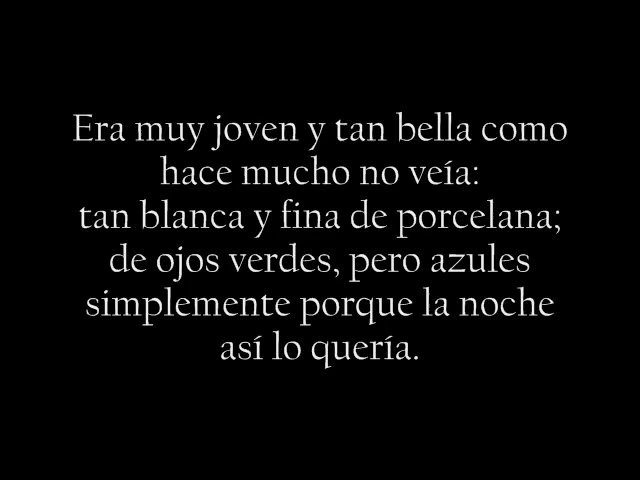 Era muy joven y tan bella como
hace mucho no veía:
tan blanca y fina de porcelana;
de ojos verdes, pero azules
simplemente porque la noche
así lo quería.